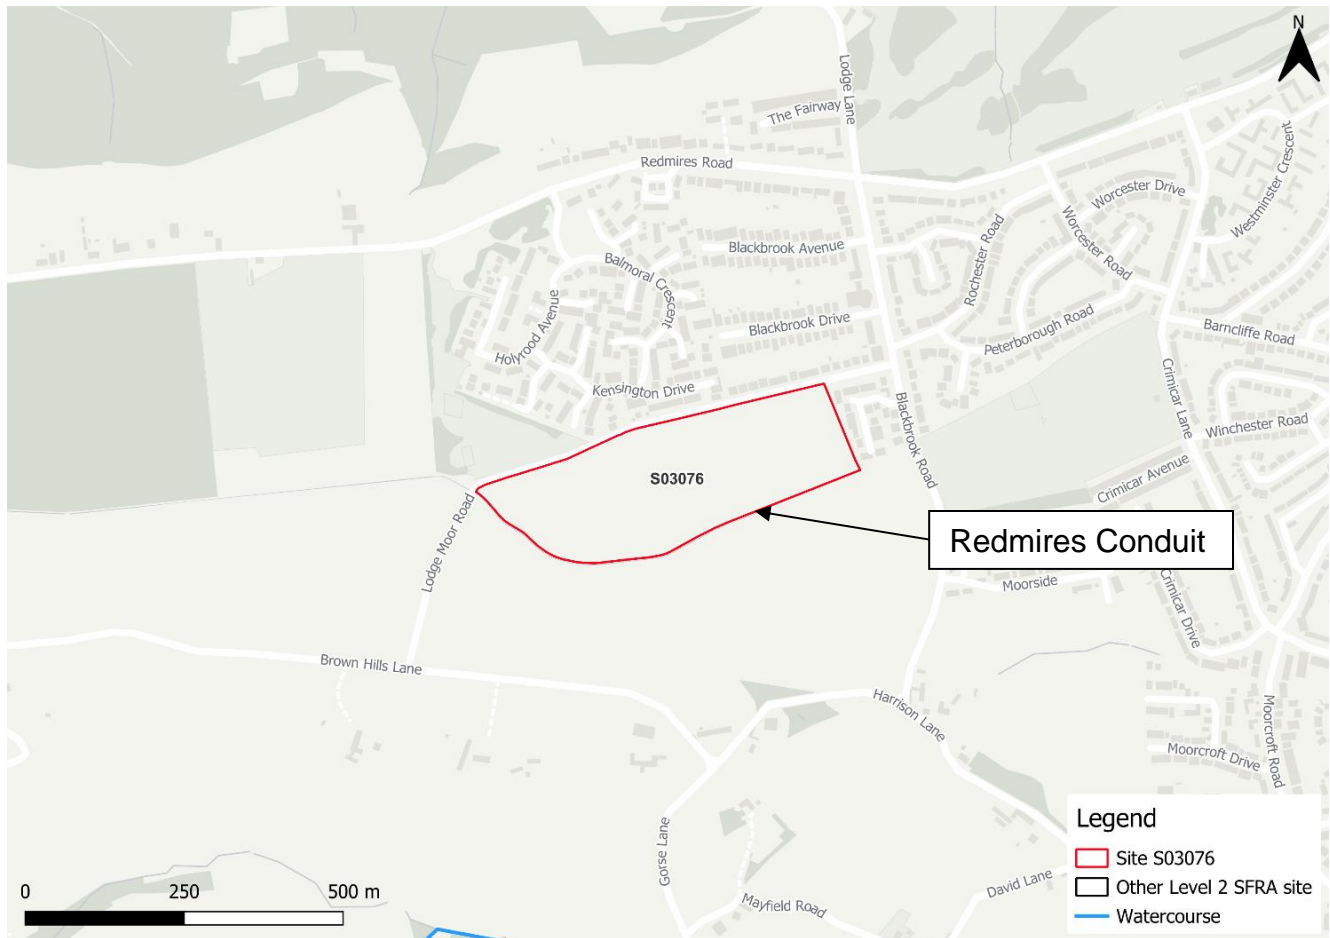 N
Lodge Lane
The Fairway
Redmires Road
Westminster Crescent
Worcester Drive
Worcester Road
Rochester Road
Blackbrook Avenue
Balmoral Crescent
Holyrood Avenue
Blackbrook Drive
Peterborough Road
Barncliffe Road
Crimicar Lane
Kensington Drive
Blackbrook Road
Winchester Road
Crimicar Avenue
S03076
Lodge Moor Road
Redmires Conduit
Moorside
Crimicar Drive
Brown Hills Lane
Harrison Lane
Moorcroft Road
Moorcroft Drive
Gorse Lane
David Lane
Mayfield Road
Legend
Site S03076
Other Level 2 SFRA site
Watercourse
0 250 500 m